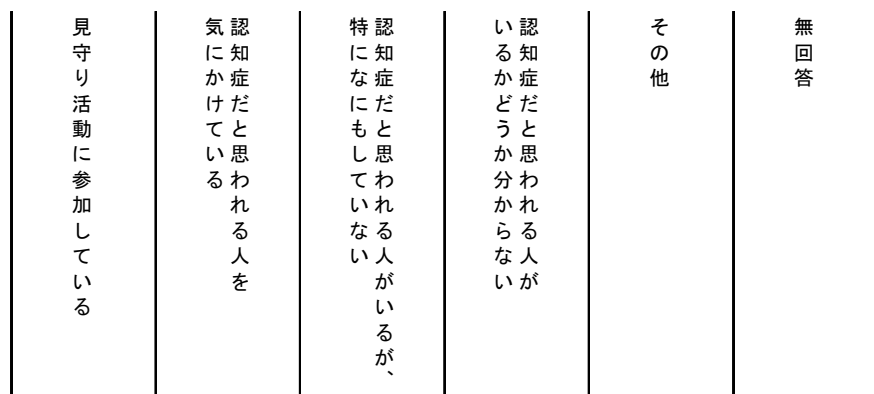 見守り活動に参加している
認知症だと思われる人を
気にかけている
認知症だと思われる人がいるが、
特になにもしていない
認知症だと思われる人が
いるかどうか分からない
その他
無回答